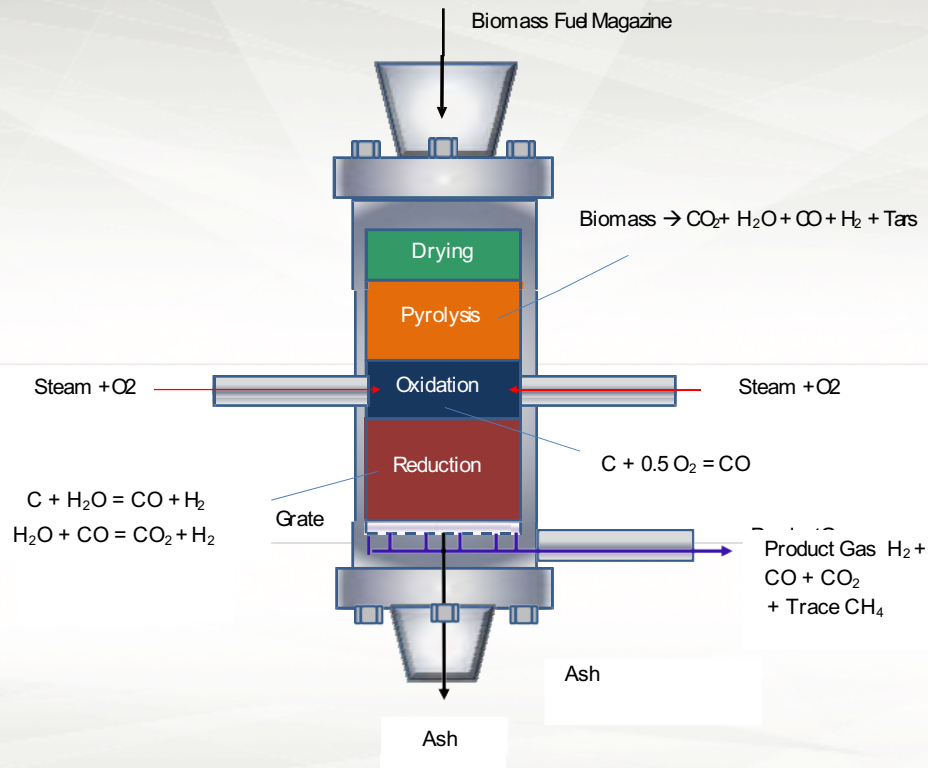 Biomass Fuel Magazine
Biomass → CO2+ H2O + CO + H2 + Tars
Drying
Pyrolysis
Steam +O2
Oxidation
Steam +O2
Reduction
C + 0.5 O2 = CO
C + H2O = CO + H2
H2O + CO = CO2 + H2
Grate
Product Gas H2 +
CO + CO2
+ Trace CH4
Ash
Ash